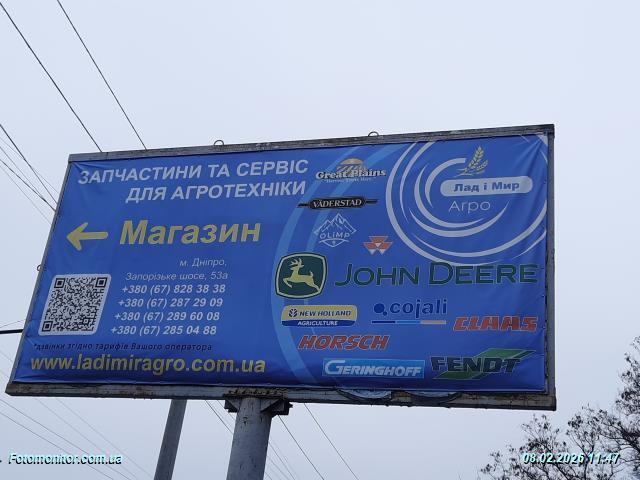 ЗАПЧАСТИНИ ТА СЕРВІС
ДЛЯ АГРОТЕХНІКИ
Магазин
м. Дніпро,
Запорізьке шосе, 53а
+380 (67) 828 38 38
+380 (67) 287 29 09
+380 (67) 289 60 08
+380 (67) 285 04 88
*дзвінки згідно тарифів Вашого оператора
www.ladimiragro.com.ua
Great Plains
VÄDERSTAD
OLIMP
Лад і Мир
Агро
JOHN DEERE
NEW HOLLAND
AGRICULTURE
cojali
CLAAS
HORSCH
GERINGHOFF
FENDT
Fotomonitor.com.ua
08.02.2026 11:47